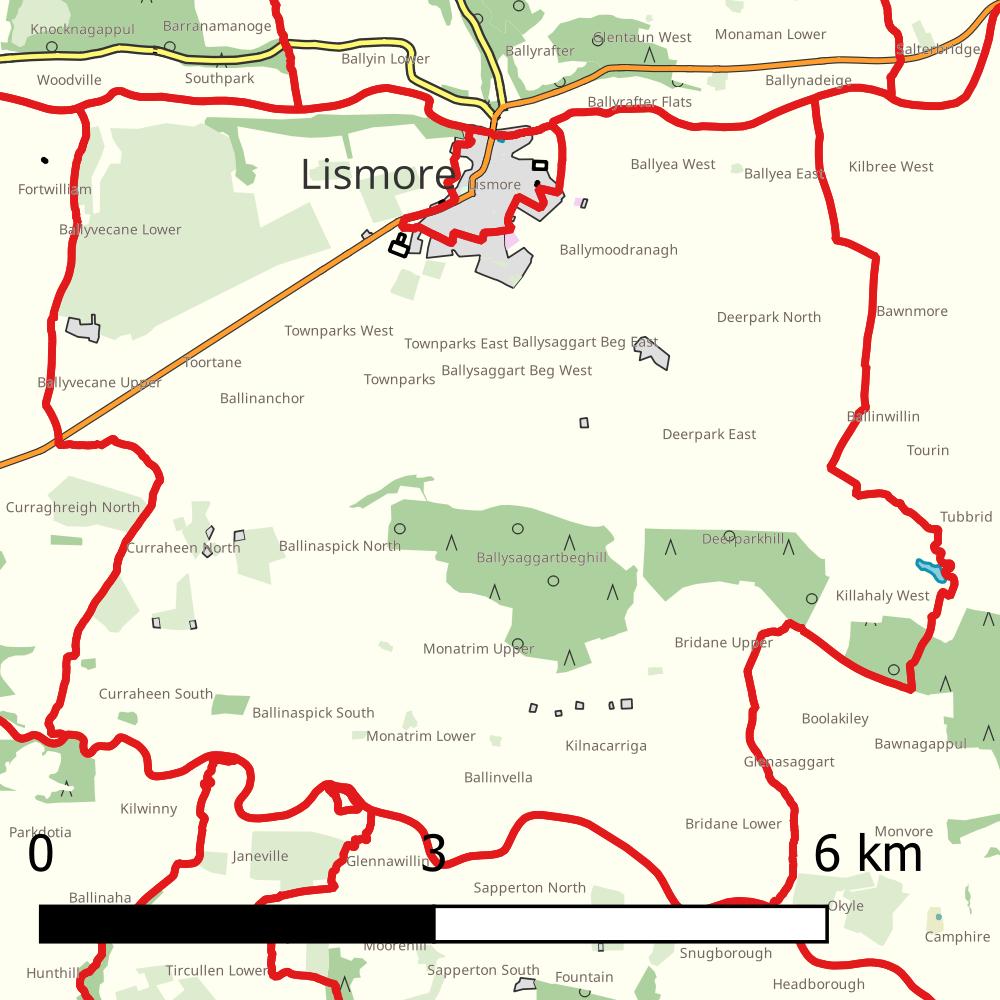 Knocknagappul
Barranamanoge
Ballyrafter
Glentaun West
Monaman Lower
Salterbridge
Woodville
Southpark
Ballyin Lower
Ballynadeige
Ballyrafter Flats
Lismore
Lismore
Ballyea West
Ballyea East
Kilbree West
Fortwilliam
Ballyvecane Lower
Ballymoodranagh
Townparks West
Townparks East
Ballysaggart Beg East
Deerpark North
Bawnmore
Toortane
Ballyvecane Upper
Townparks
Ballysaggart Beg West
Ballinanchor
Deerpark East
Ballinwillin
Tourin
Curraghreigh North
Tubbrid
Curraheen North
Ballinaspick North
Ballysaggartbeghill
Deerparkhill
Killahaly West
Monatrim Upper
Bridane Upper
Curraheen South
Ballinaspick South
Monatrim Lower
Kilnacarriga
Boolakiley
Bawnagappul
Ballinvella
Glenasaggart
Kilwinny
Parkdotia
Bridane Lower
Monvore
Janeville
Glennawillin
0
3
6 km
Ballinaha
Sapperton North
Okyle
Camphire
Moorehill
Snugborough
Hunthill
Tircullen Lower
Sapperton South
Fountain
Headborough